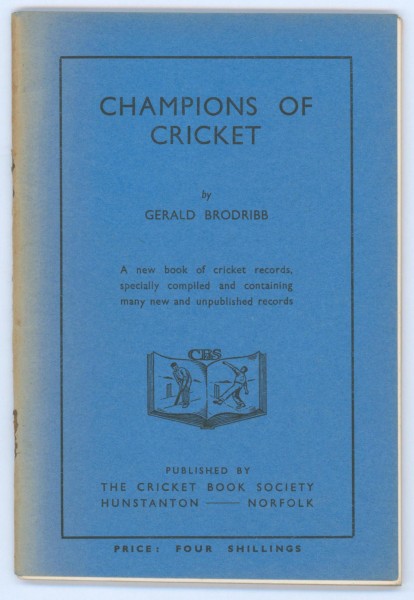 CHAMPIONS OF
CRICKET
by
GERALD BRODRIBB
A new book of cricket records,
specially compiled and containing
many new and unpublished records
CBS
PUBLISHED BY
THE CRICKET BOOK SOCIETY
HUNSTANTON —— NORFOLK
PRICE: FOUR SHILLINGS